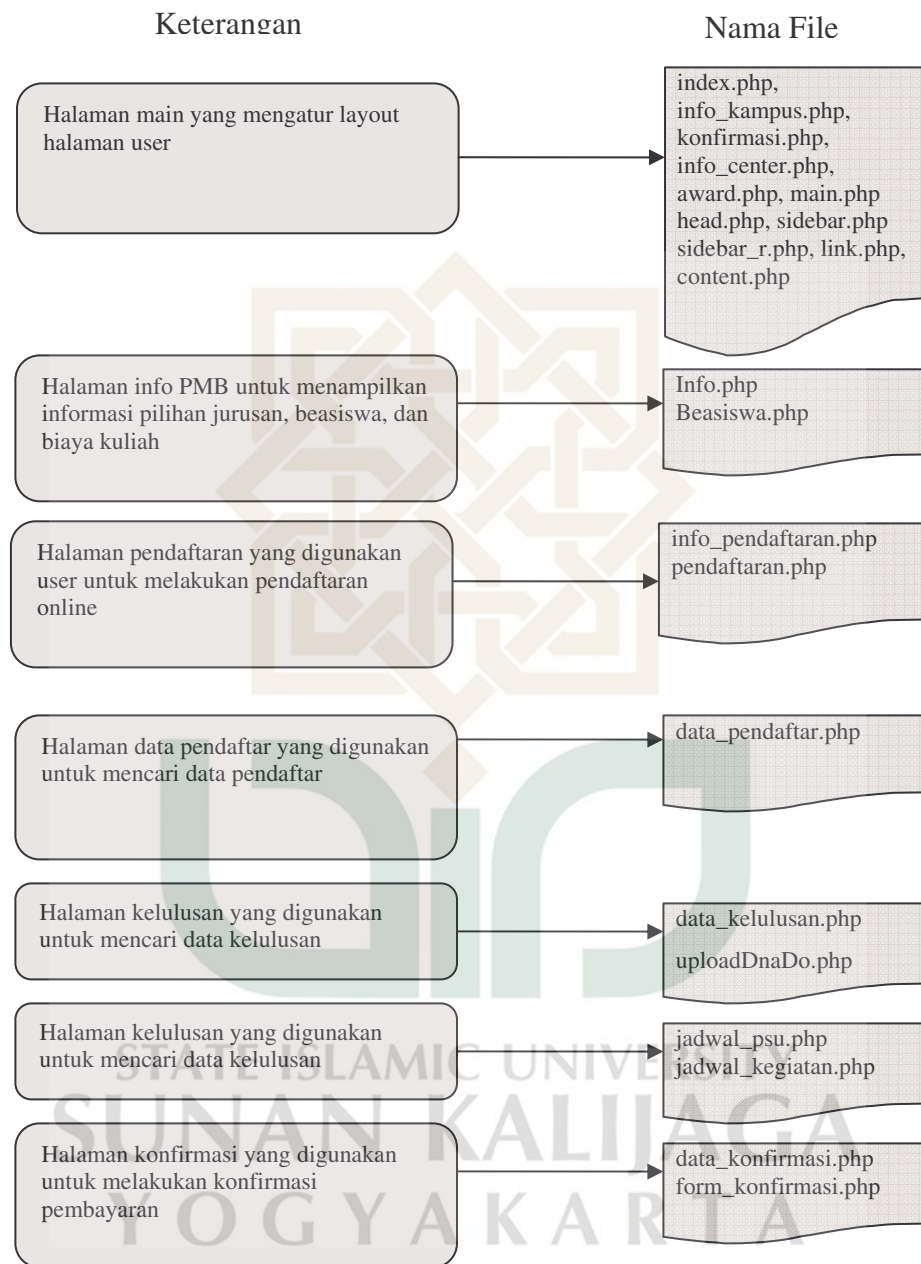 Keterangan
Nama File
Halaman main yang mengatur layout
halaman user
index.php,
info_kampus.php,
konfirmasi.php,
info_center.php,
award.php, main.php
head.php, sidebar.php
sidebar_r.php, link.php,
content.php
Halaman info PMB untuk menampilkan
informasi pilihan jurusan, beasiswa, dan
biaya kuliah
Info.php
Beasiswa.php
Halaman pendaftaran yang digunakan
user untuk melakukan pendaftaran
online
info_pendaftaran.php
pendaftaran.php
Halaman data pendaftar yang digunakan
untuk mencari data pendaftar
data_pendaftar.php
Halaman kelulusan yang digunakan
untuk mencari data kelulusan
data_kelulusan.php
uploadDnaDo.php
Halaman kelulusan yang digunakan
untuk mencari data kelulusan
jadwal_psu.php
jadwal_kegiatan.php
Halaman konfirmasi yang digunakan
untuk melakukan konfirmasi
pembayaran
data_konfirmasi.php
form_konfirmasi.php
STATE ISLAMIC UNIVERSITY
SUNAN KALIJAGA
YOGYAKARTA